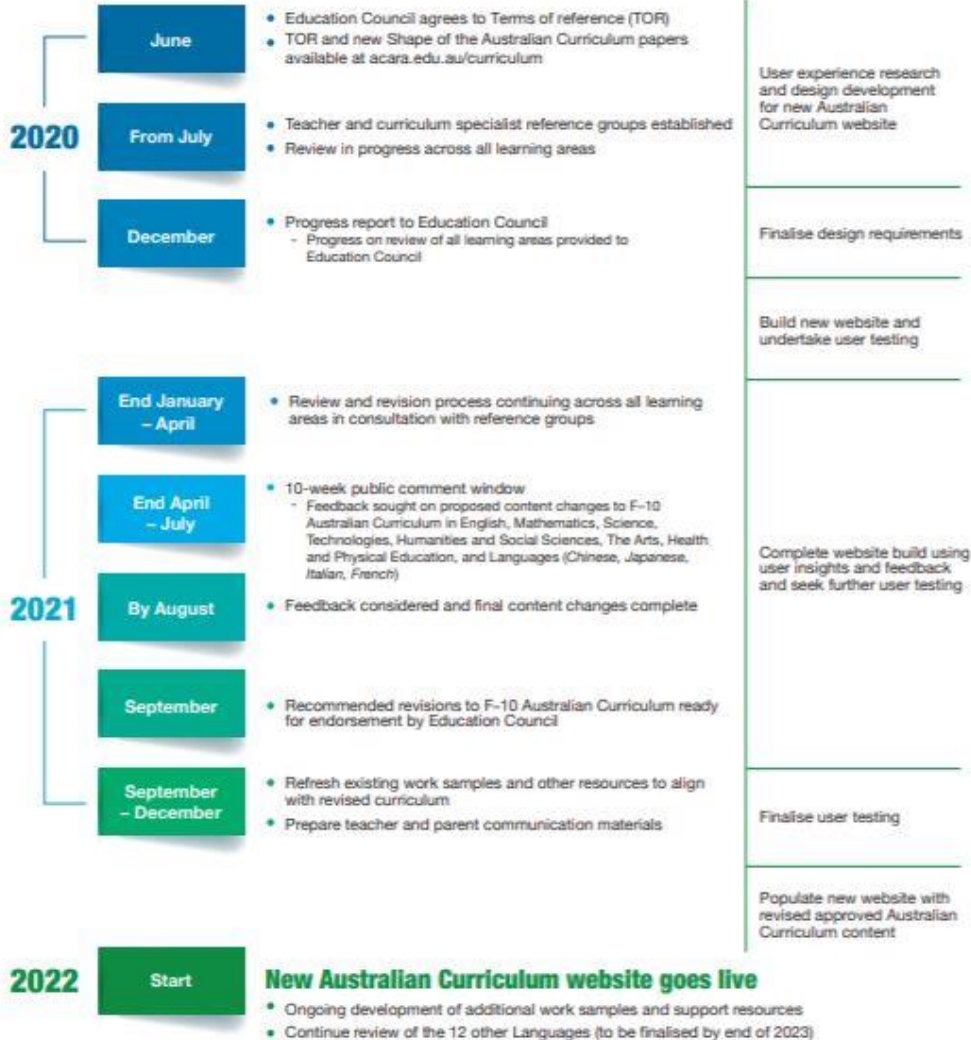 2020
June
• Education Council agrees to Terms of reference (TOR)
• TOR and new Shape of the Australian Curriculum papers
available at acara.edu.au/curriculum
From July
• Teacher and curriculum specialist reference groups established
• Review in progress across all learning areas
December
• Progress report to Education Council
- Progress on review of all learning areas provided to
Education Council
User experience research
and design development
for new Australian
Curriculum website
Finalise design requirements
Build new website and
undertake user testing
2021
End January
– April
• Review and revision process continuing across all learning
areas in consultation with reference groups
End April
– July
• 10-week public comment window
- Feedback sought on proposed content changes to F–10
Australian Curriculum in English, Mathematics, Science,
Technologies, Humanities and Social Sciences, The Arts, Health
and Physical Education, and Languages (Chinese, Japanese,
Italian, French)
By August
• Feedback considered and final content changes complete
September
• Recommended revisions to F–10 Australian Curriculum ready
for endorsement by Education Council
September
– December
• Refresh existing work samples and other resources to align
with revised curriculum
• Prepare teacher and parent communication materials
Complete website build using
user insights and feedback
and seek further user testing
Finalise user testing
Populate new website with
revised approved Australian
Curriculum content
2022
Start
New Australian Curriculum website goes live
• Ongoing development of additional work samples and support resources
• Continue review of the 12 other Languages (to be finalised by end of 2023)